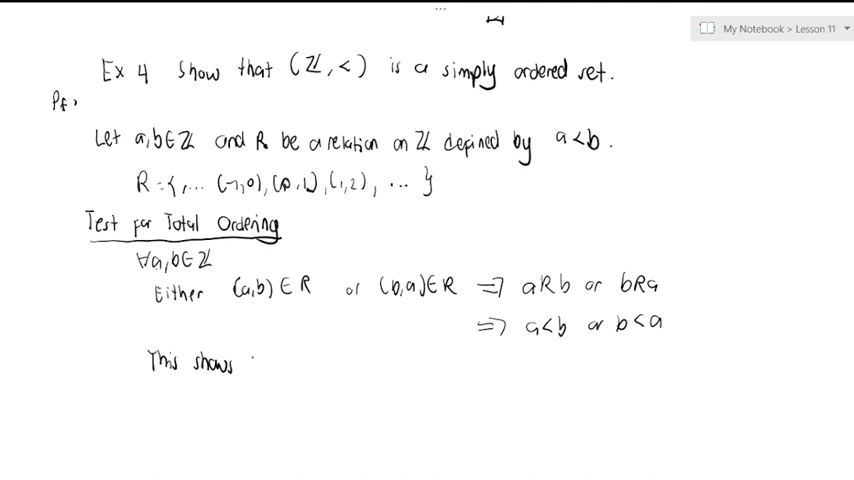 My Notebook > Lesson 11
Ex 4 Show that (ℤ, <) is a simply ordered set.
Pf.
Let a,b∈ℤ and R be a relation on ℤ defined by a<b.
R={,... (-1,0),(0,1),(1,2), ... }
Test for Total Ordering
∀a,b∈ℤ
Either (a,b)∈R or (b,a)∈R ⟹ aRb or bRa
⟹ a<b or b<a
This shows